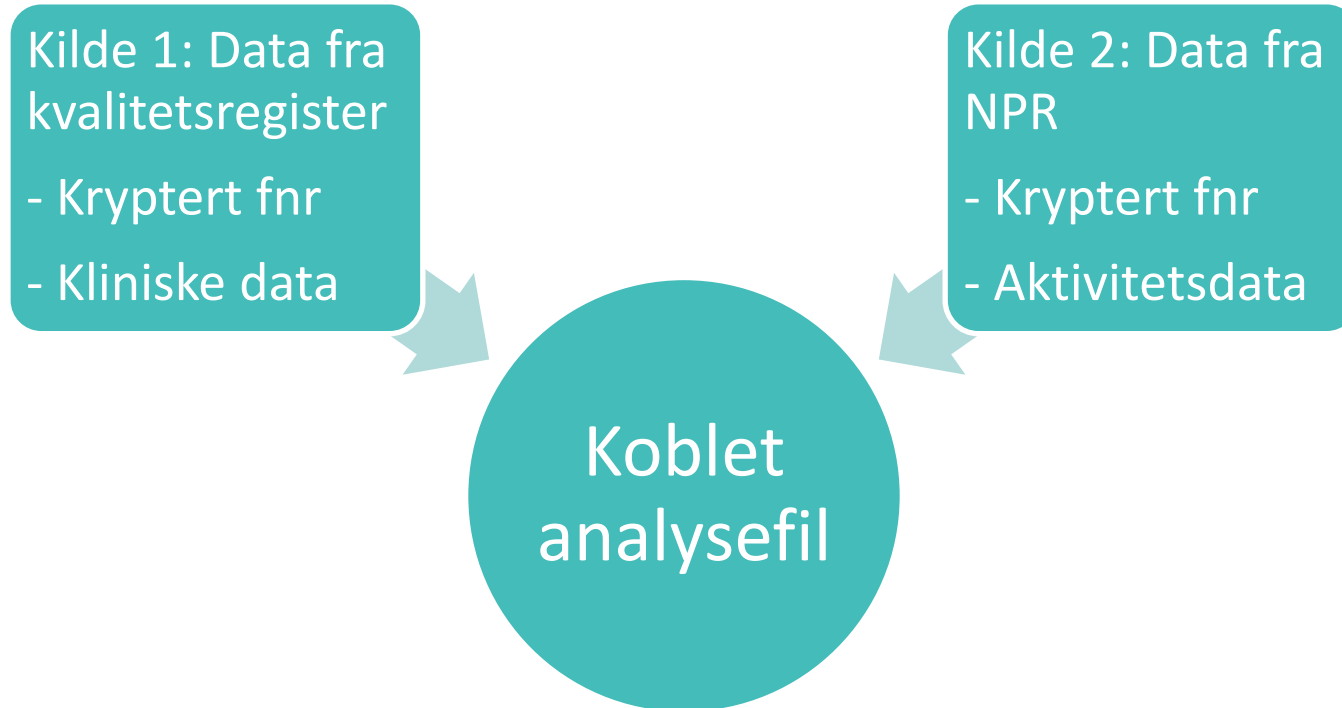 Kilde 1: Data fra
kvalitetsregister
- Kryptert fnr
- Kliniske data
Kilde 2: Data fra
NPR
- Kryptert fnr
- Aktivitetsdata
Koblet
analysefil